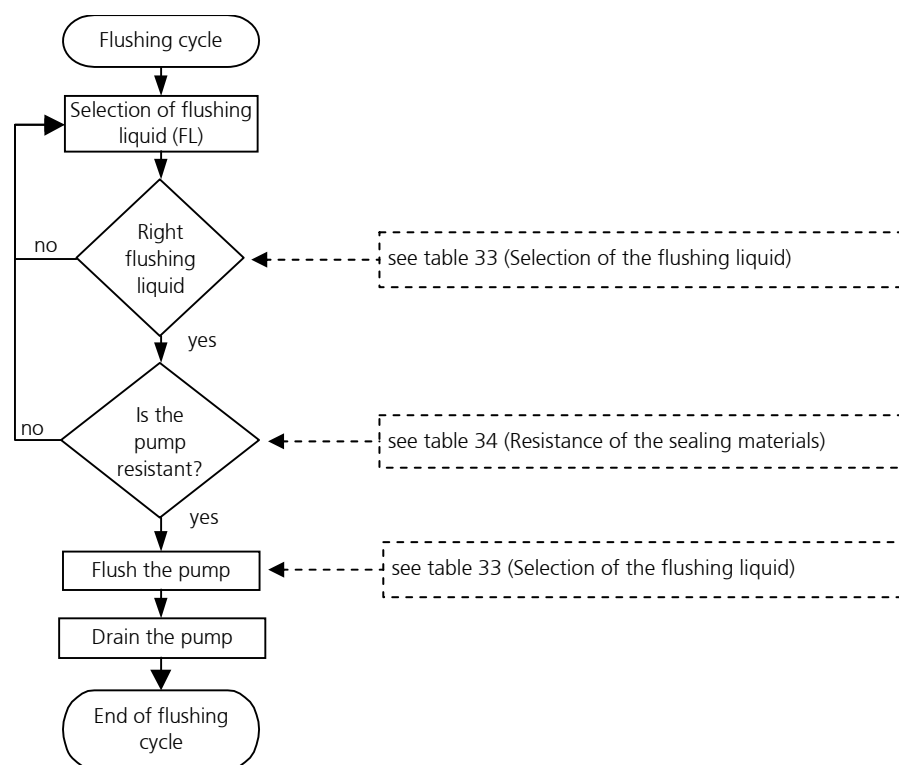 Flushing cycle
Selection of flushing
liquid (FL)
Right
flushing
liquid
no
see table 33 (Selection of the flushing liquid)
yes
Is the
pump
resistant?
no
see table 34 (Resistance of the sealing materials)
yes
Flush the pump
see table 33 (Selection of the flushing liquid)
Drain the pump
End of flushing
cycle